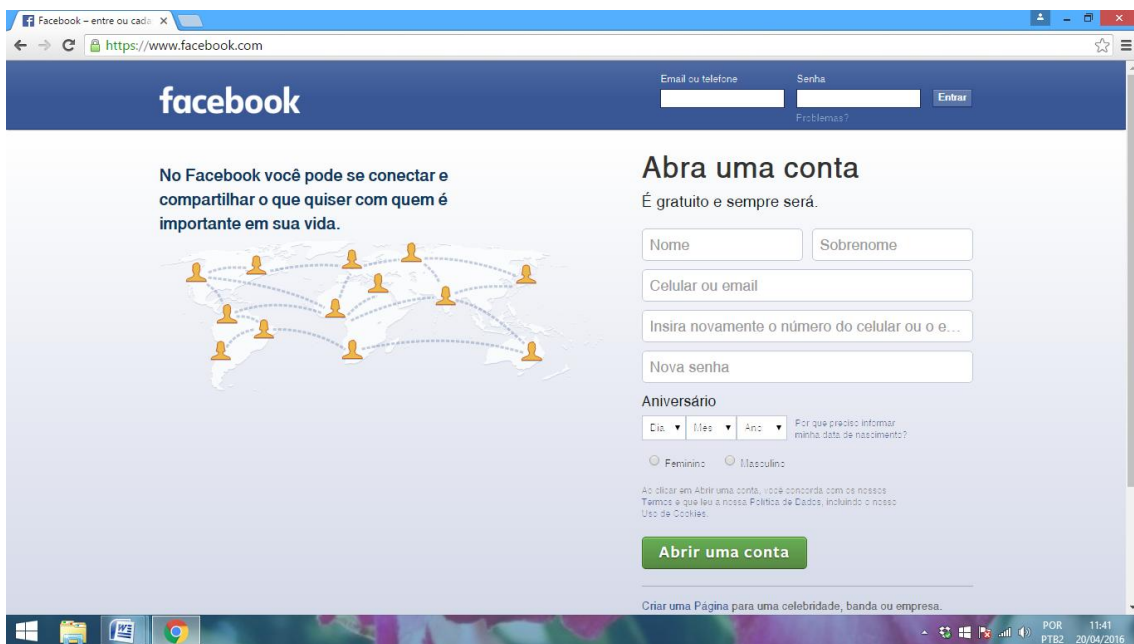 Facebook – entre ou cada
https://www.facebook.com
facebook
Email ou telefone
Senha
Entrar
Problemas?
No Facebook você pode se conectar e
compartilhar o que quiser com quem é
importante em sua vida.
Abra uma conta
É gratuito e sempre será.
Nome
Sobrenome
Celular ou email
Insira novamente o número do celular ou o e...
Nova senha
Aniversário
Dia
Mês
Ano
Por que preciso informar
minha data de nascimento?
Feminino
Masculino
Ao clicar em Abrir uma conta, você concorda com os nossos
Termos e que leu a nossa Política de Dados, incluindo o nosso
Uso de Cookies.
Abrir uma conta
Criar uma Página para uma celebridade, banda ou empresa.
POR
PTB2
11:41
20/04/2016